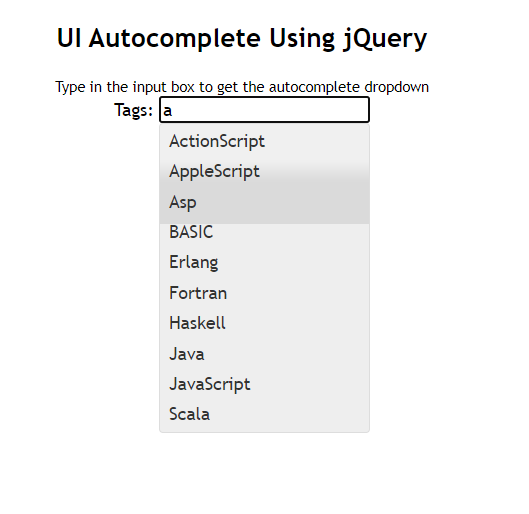 UI Autocomplete Using jQuery
Type in the input box to get the autocomplete dropdown
Tags: a
ActionScript
AppleScript
Asp
BASIC
Erlang
Fortran
Haskell
Java
JavaScript
Scala